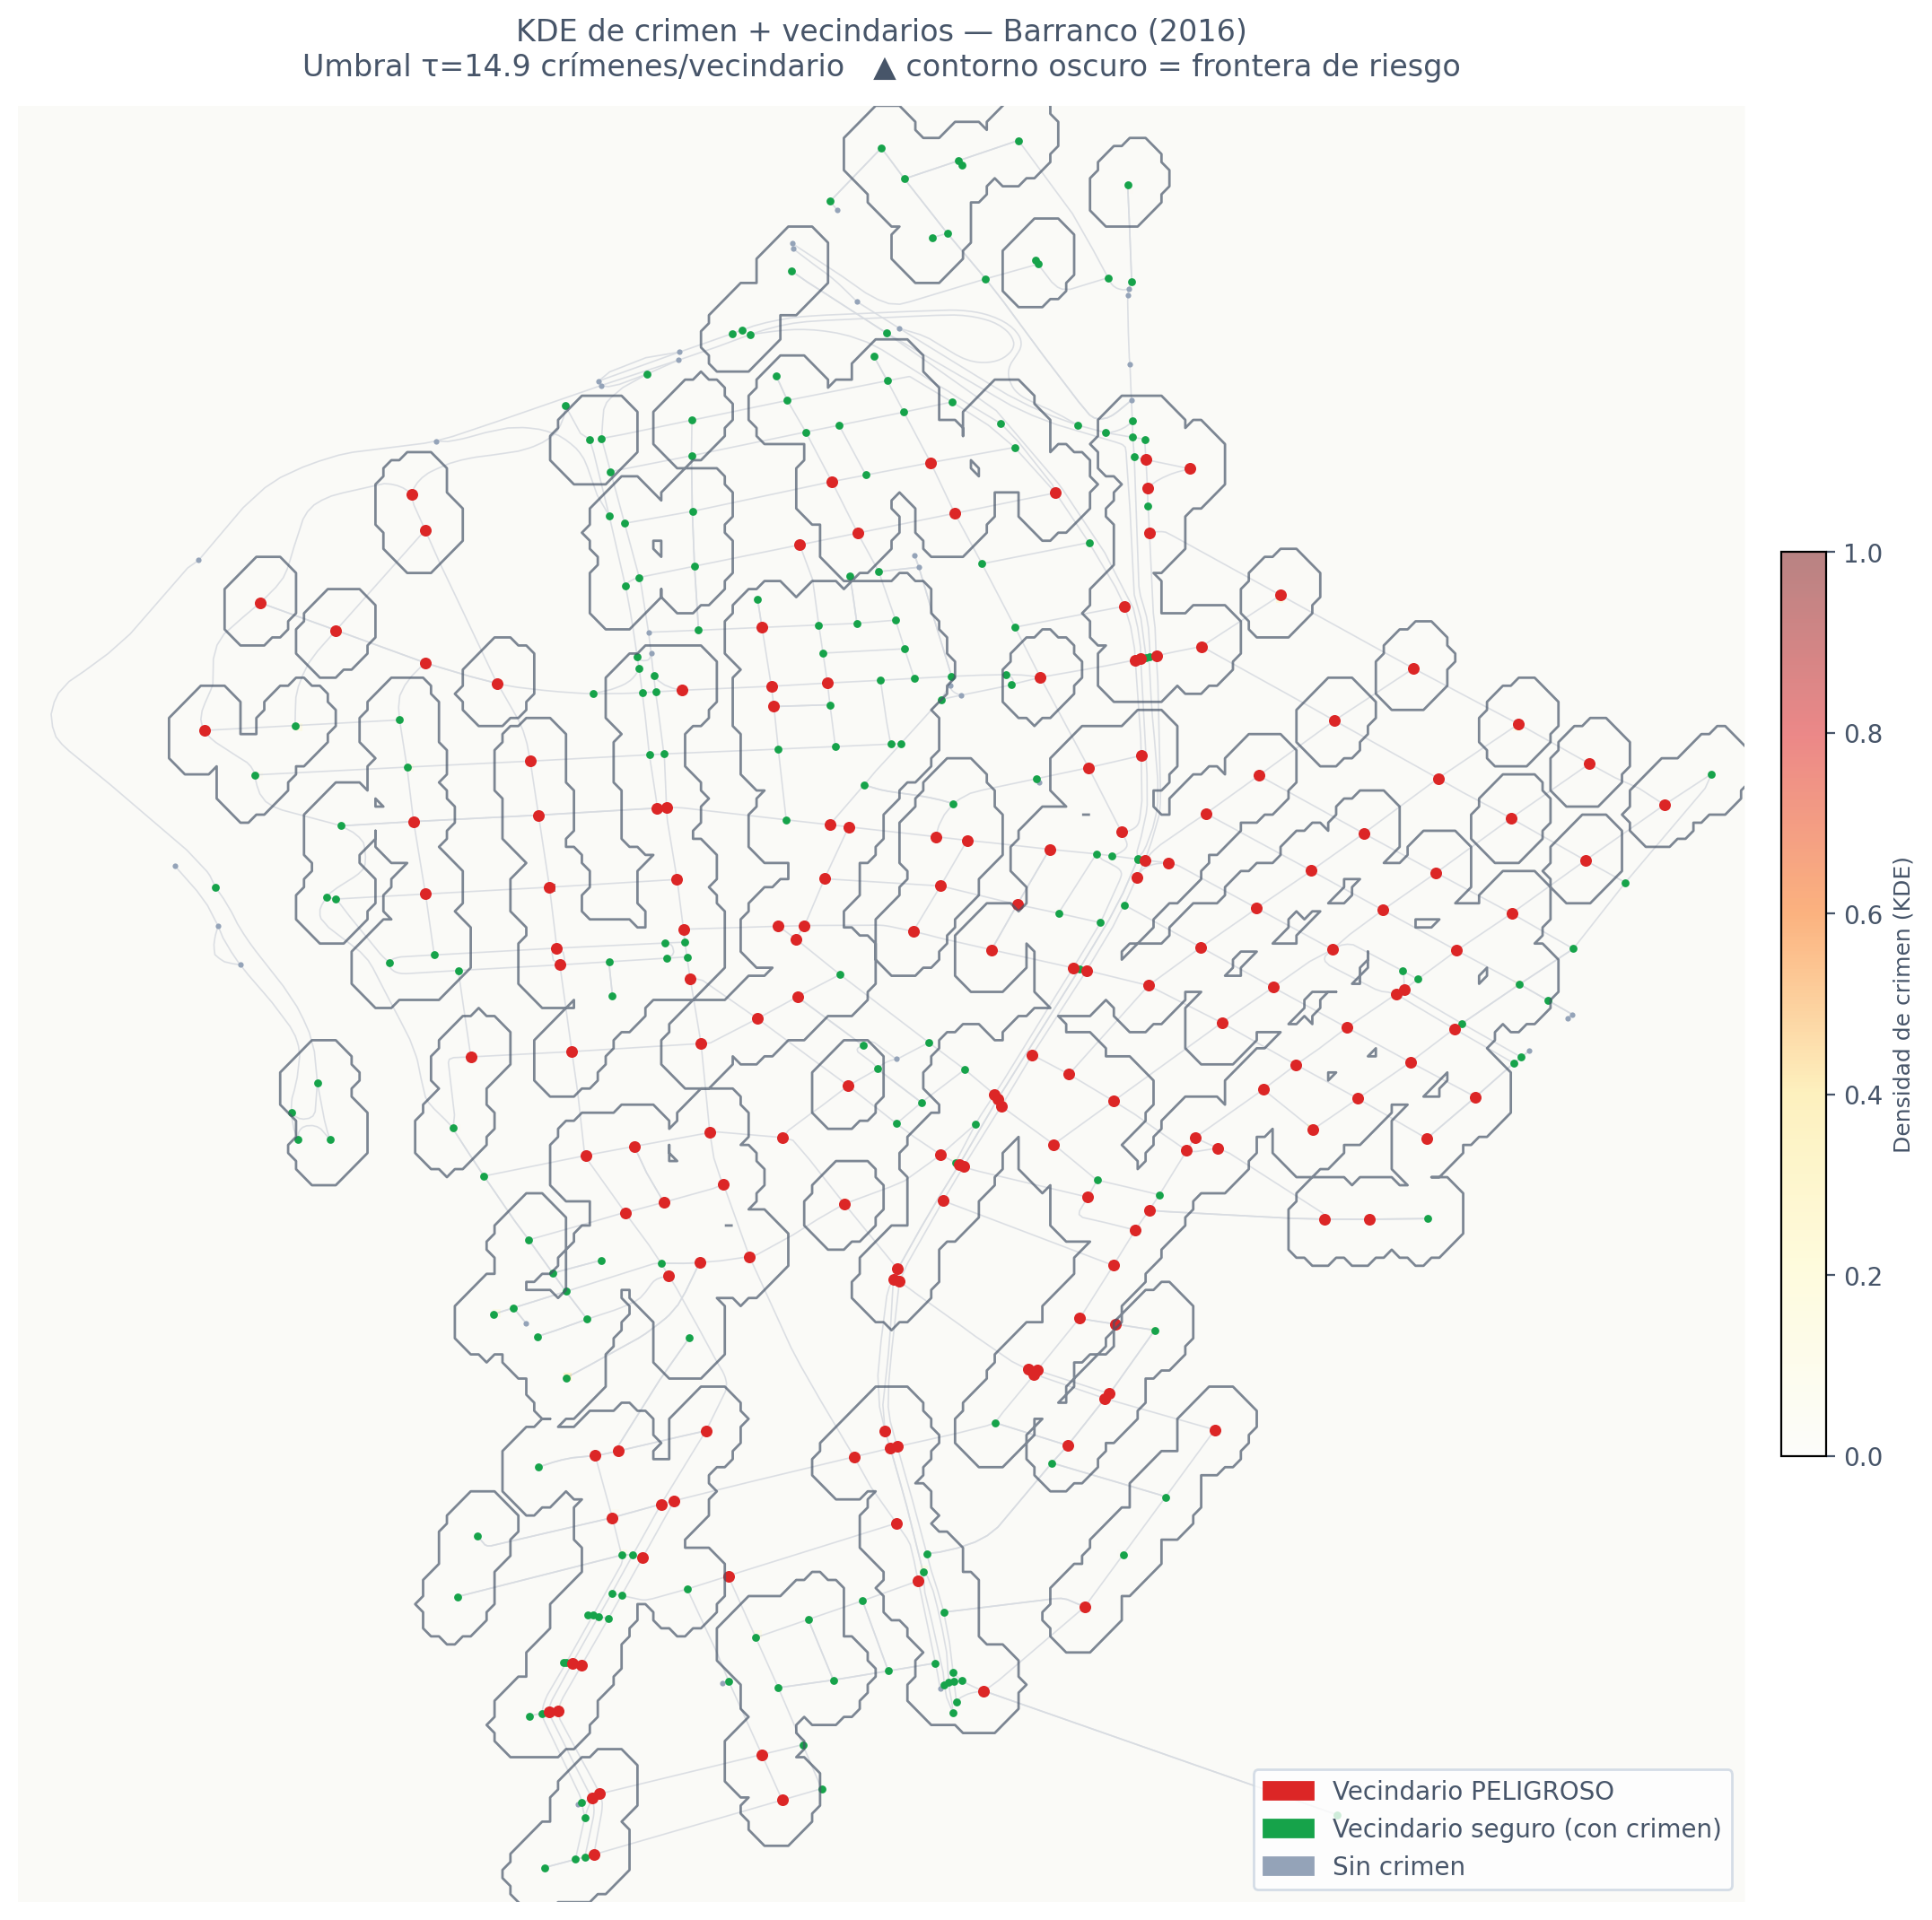 KDE de crimen + vecindarios — Barranco (2016)
Umbral τ=14.9 crímenes/vecindario ▲ contorno oscuro = frontera de riesgo
1.0
0.8
0.6
0.4
0.2
0.0
Densidad de crimen (KDE)
Vecindario PELIGROSO
Vecindario seguro (con crimen)
Sin crimen